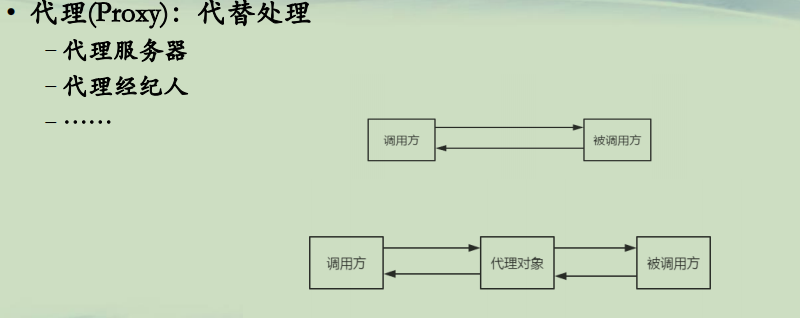 • 代理(Proxy)：代替处理
– 代理服务器
– 代理经纪人
– ……
调用方 被调用方
调用方 代理对象 被调用方